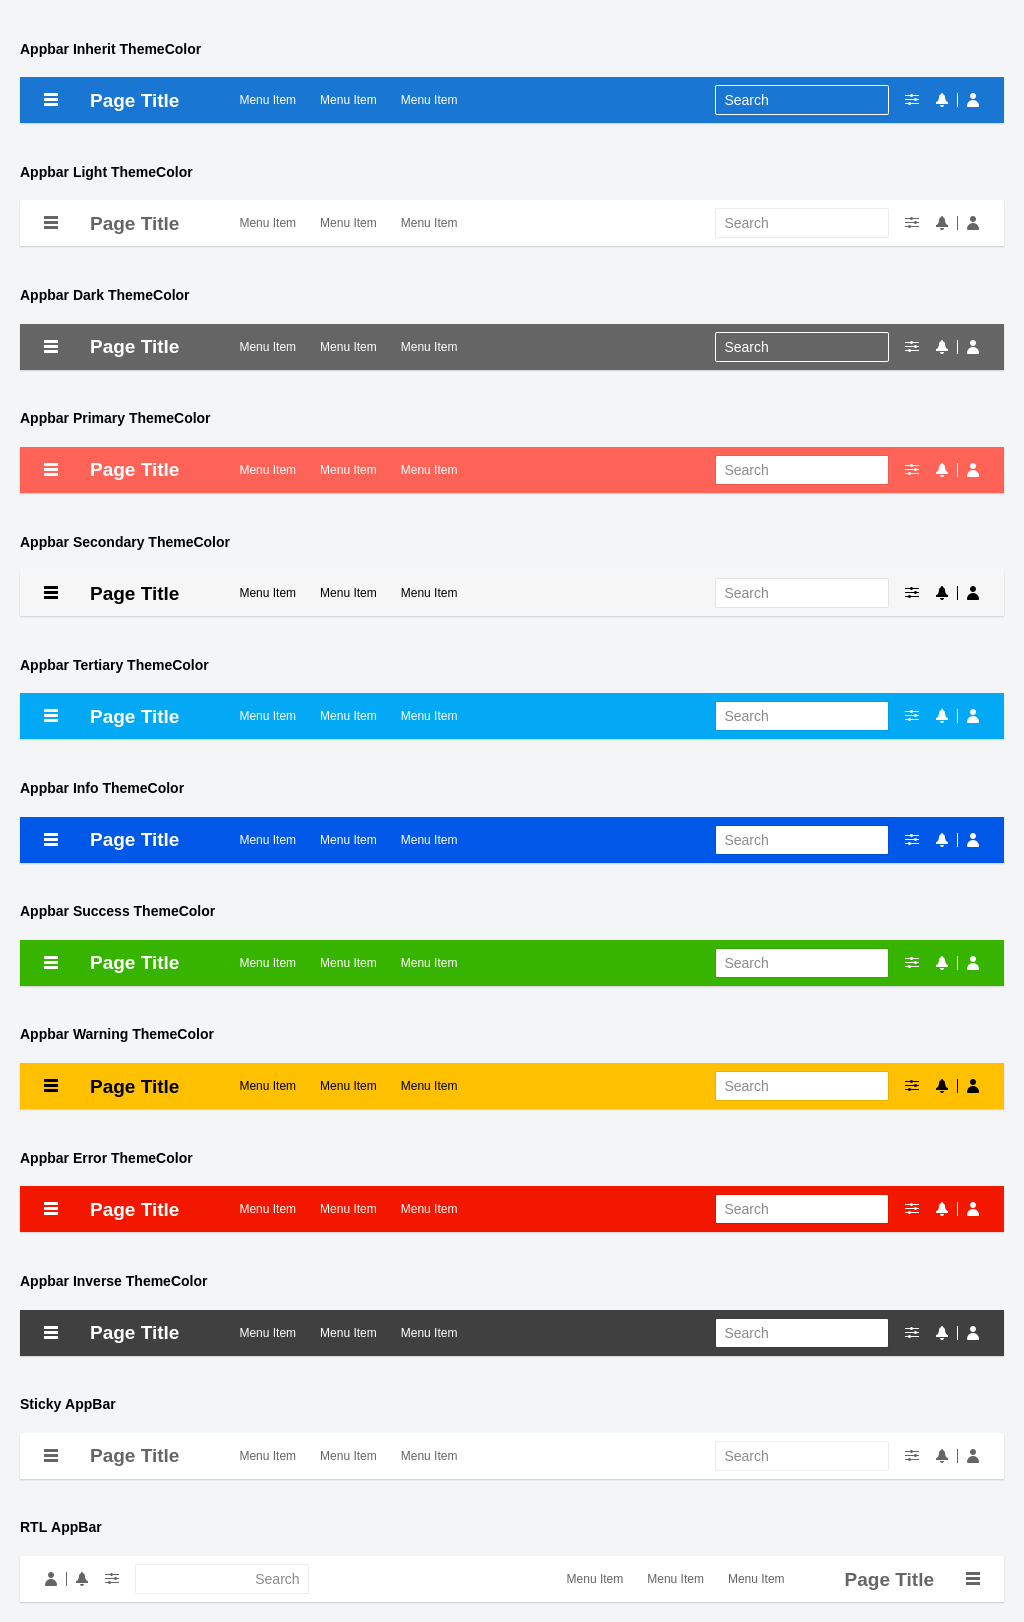 Appbar Inherit ThemeColor
Page Title Menu Item Menu Item Menu Item Search
Appbar Light ThemeColor
Page Title Menu Item Menu Item Menu Item Search
Appbar Dark ThemeColor
Page Title Menu Item Menu Item Menu Item Search
Appbar Primary ThemeColor
Page Title Menu Item Menu Item Menu Item Search
Appbar Secondary ThemeColor
Page Title Menu Item Menu Item Menu Item Search
Appbar Tertiary ThemeColor
Page Title Menu Item Menu Item Menu Item Search
Appbar Info ThemeColor
Page Title Menu Item Menu Item Menu Item Search
Appbar Success ThemeColor
Page Title Menu Item Menu Item Menu Item Search
Appbar Warning ThemeColor
Page Title Menu Item Menu Item Menu Item Search
Appbar Error ThemeColor
Page Title Menu Item Menu Item Menu Item Search
Appbar Inverse ThemeColor
Page Title Menu Item Menu Item Menu Item Search
Sticky AppBar
Page Title Menu Item Menu Item Menu Item Search
RTL AppBar
Search Menu Item Menu Item Menu Item Page Title